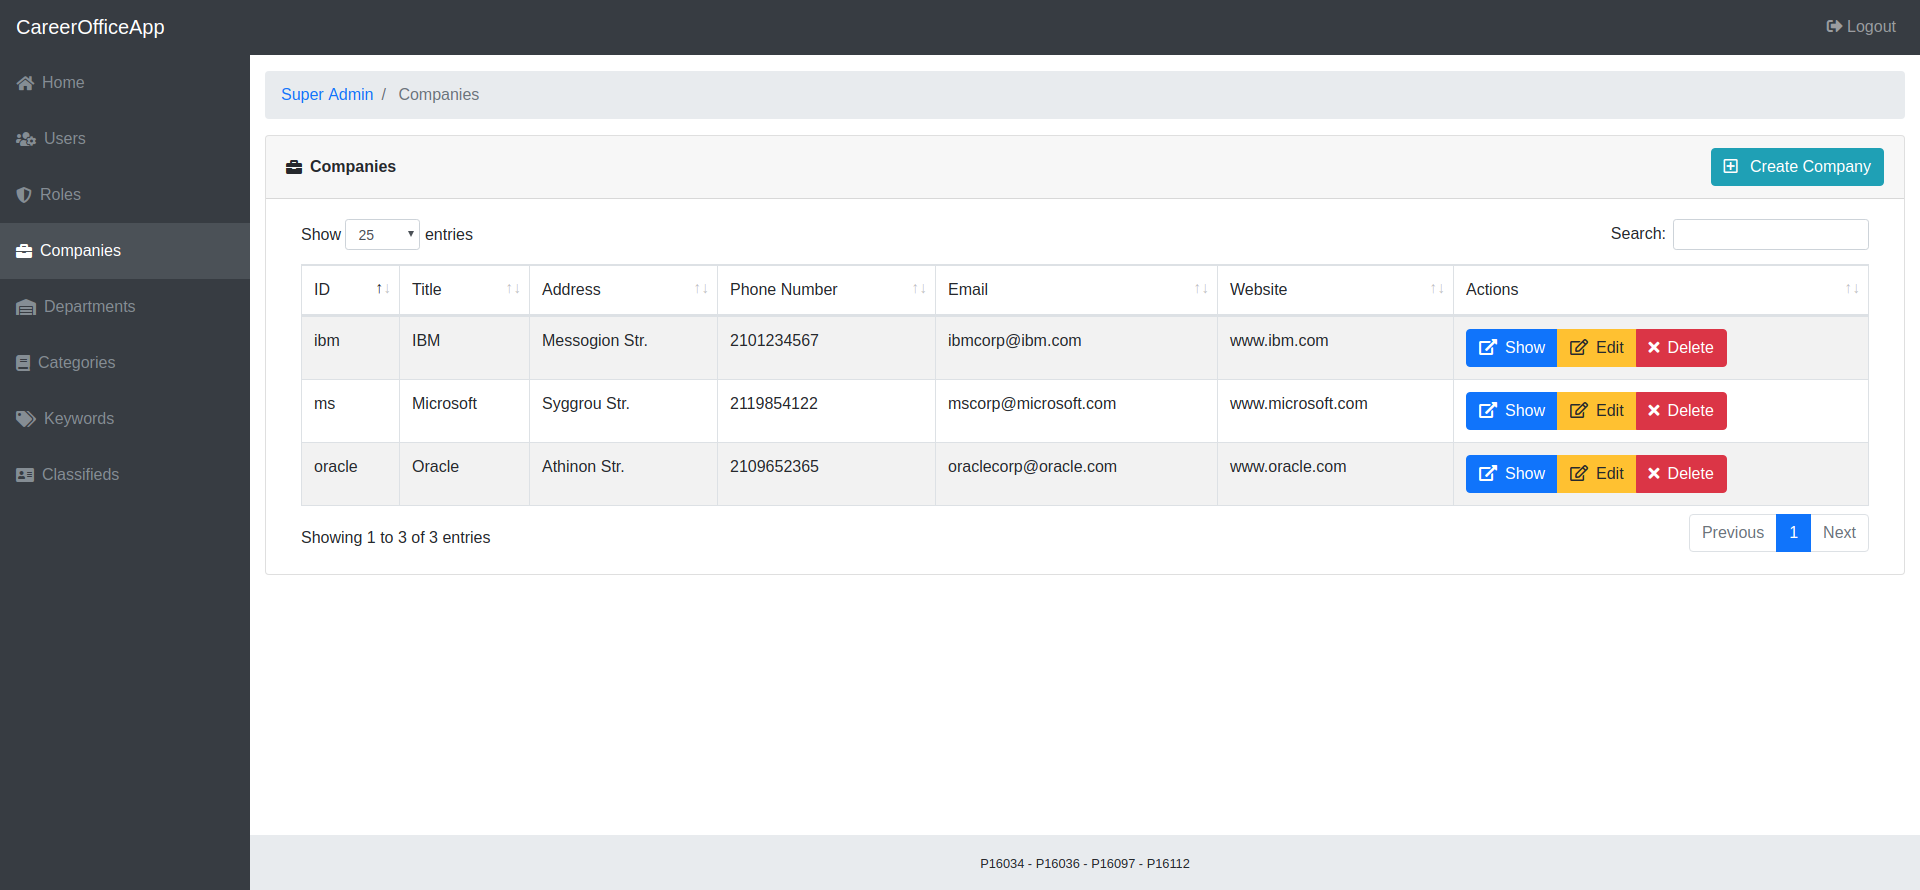 CareerOfficeApp
Logout
Home
Users
Roles
Companies
Departments
Categories
Keywords
Classifieds
Super Admin / Companies
Companies
Create Company
Show 25 entries
Search:
ID Title Address Phone Number Email Website Actions
ibm IBM Messogion Str. 2101234567 ibmcorp@ibm.com www.ibm.com Show Edit Delete
ms Microsoft Syggrou Str. 2119854122 mscorp@microsoft.com www.microsoft.com Show Edit Delete
oracle Oracle Athinon Str. 2109652365 oraclecorp@oracle.com www.oracle.com Show Edit Delete
Showing 1 to 3 of 3 entries
Previous 1 Next
P16034 - P16036 - P16097 - P16112